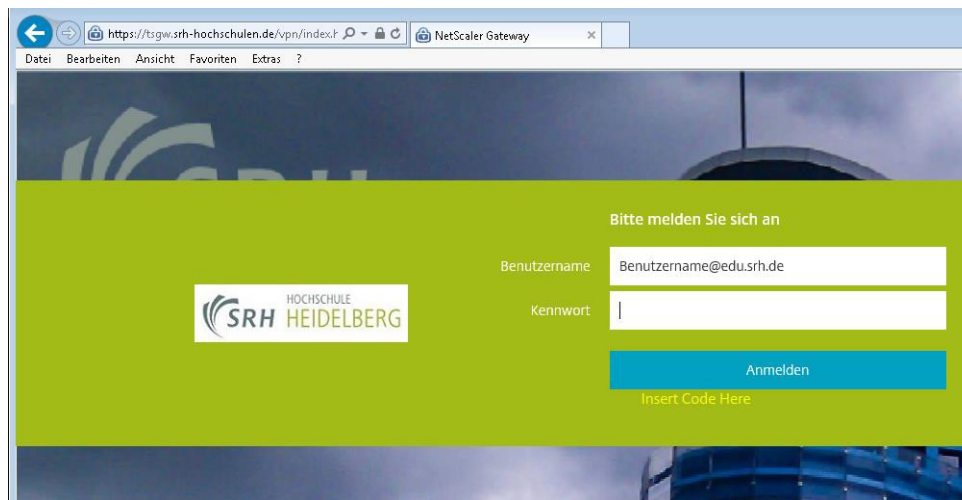 https://tsgw.srh-hochschulen.de/vpn/index.h
NetScaler Gateway
Datei Bearbeiten Ansicht Favoriten Extras ?
SRH
Bitte melden Sie sich an
Benutzername Benutzername@edu.srh.de
SRH HOCHSCHULE HEIDELBERG
Kennwort
Anmelden
Insert Code Here